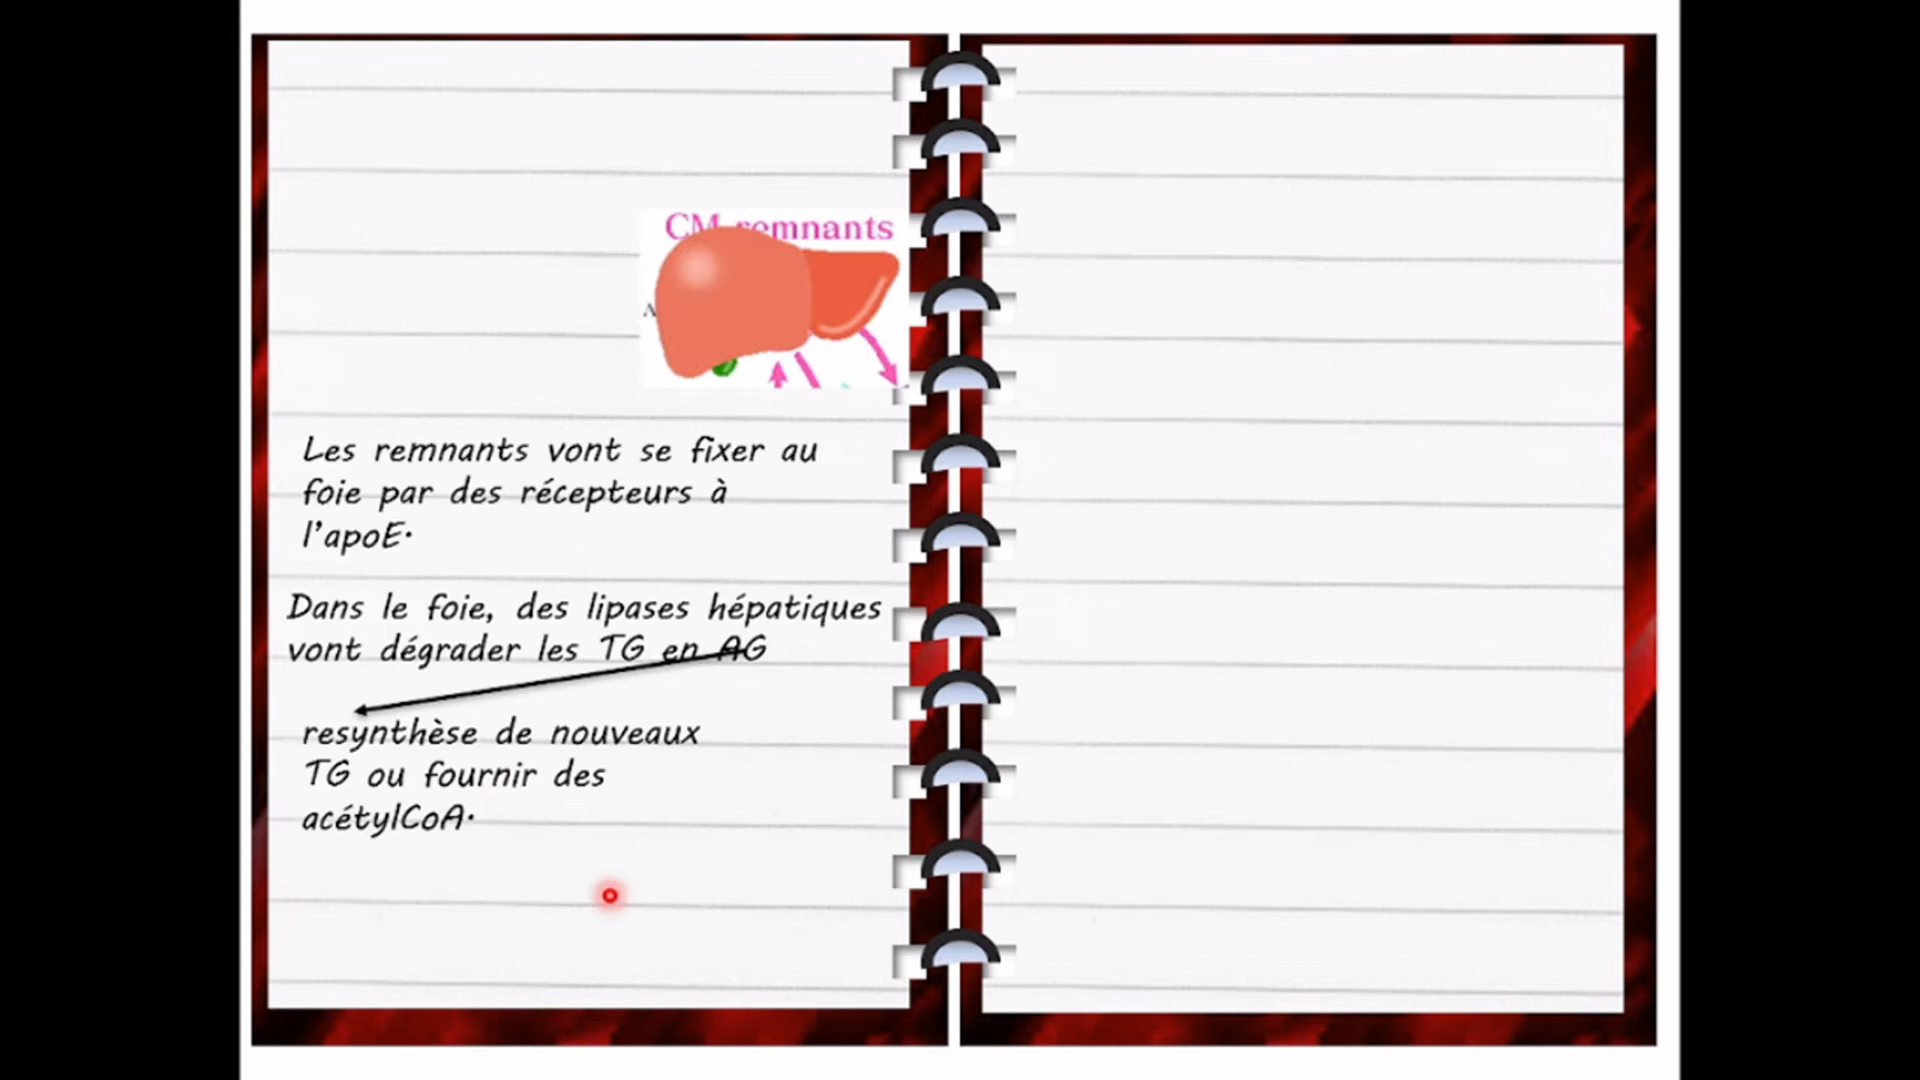 CM remnants
Les remnants vont se fixer au
foie par des récepteurs à
l'apoE.
Dans le foie, des lipases hépatiques
vont dégrader les TG en AG
resynthèse de nouveaux
TG ou fournir des
acétylCoA.